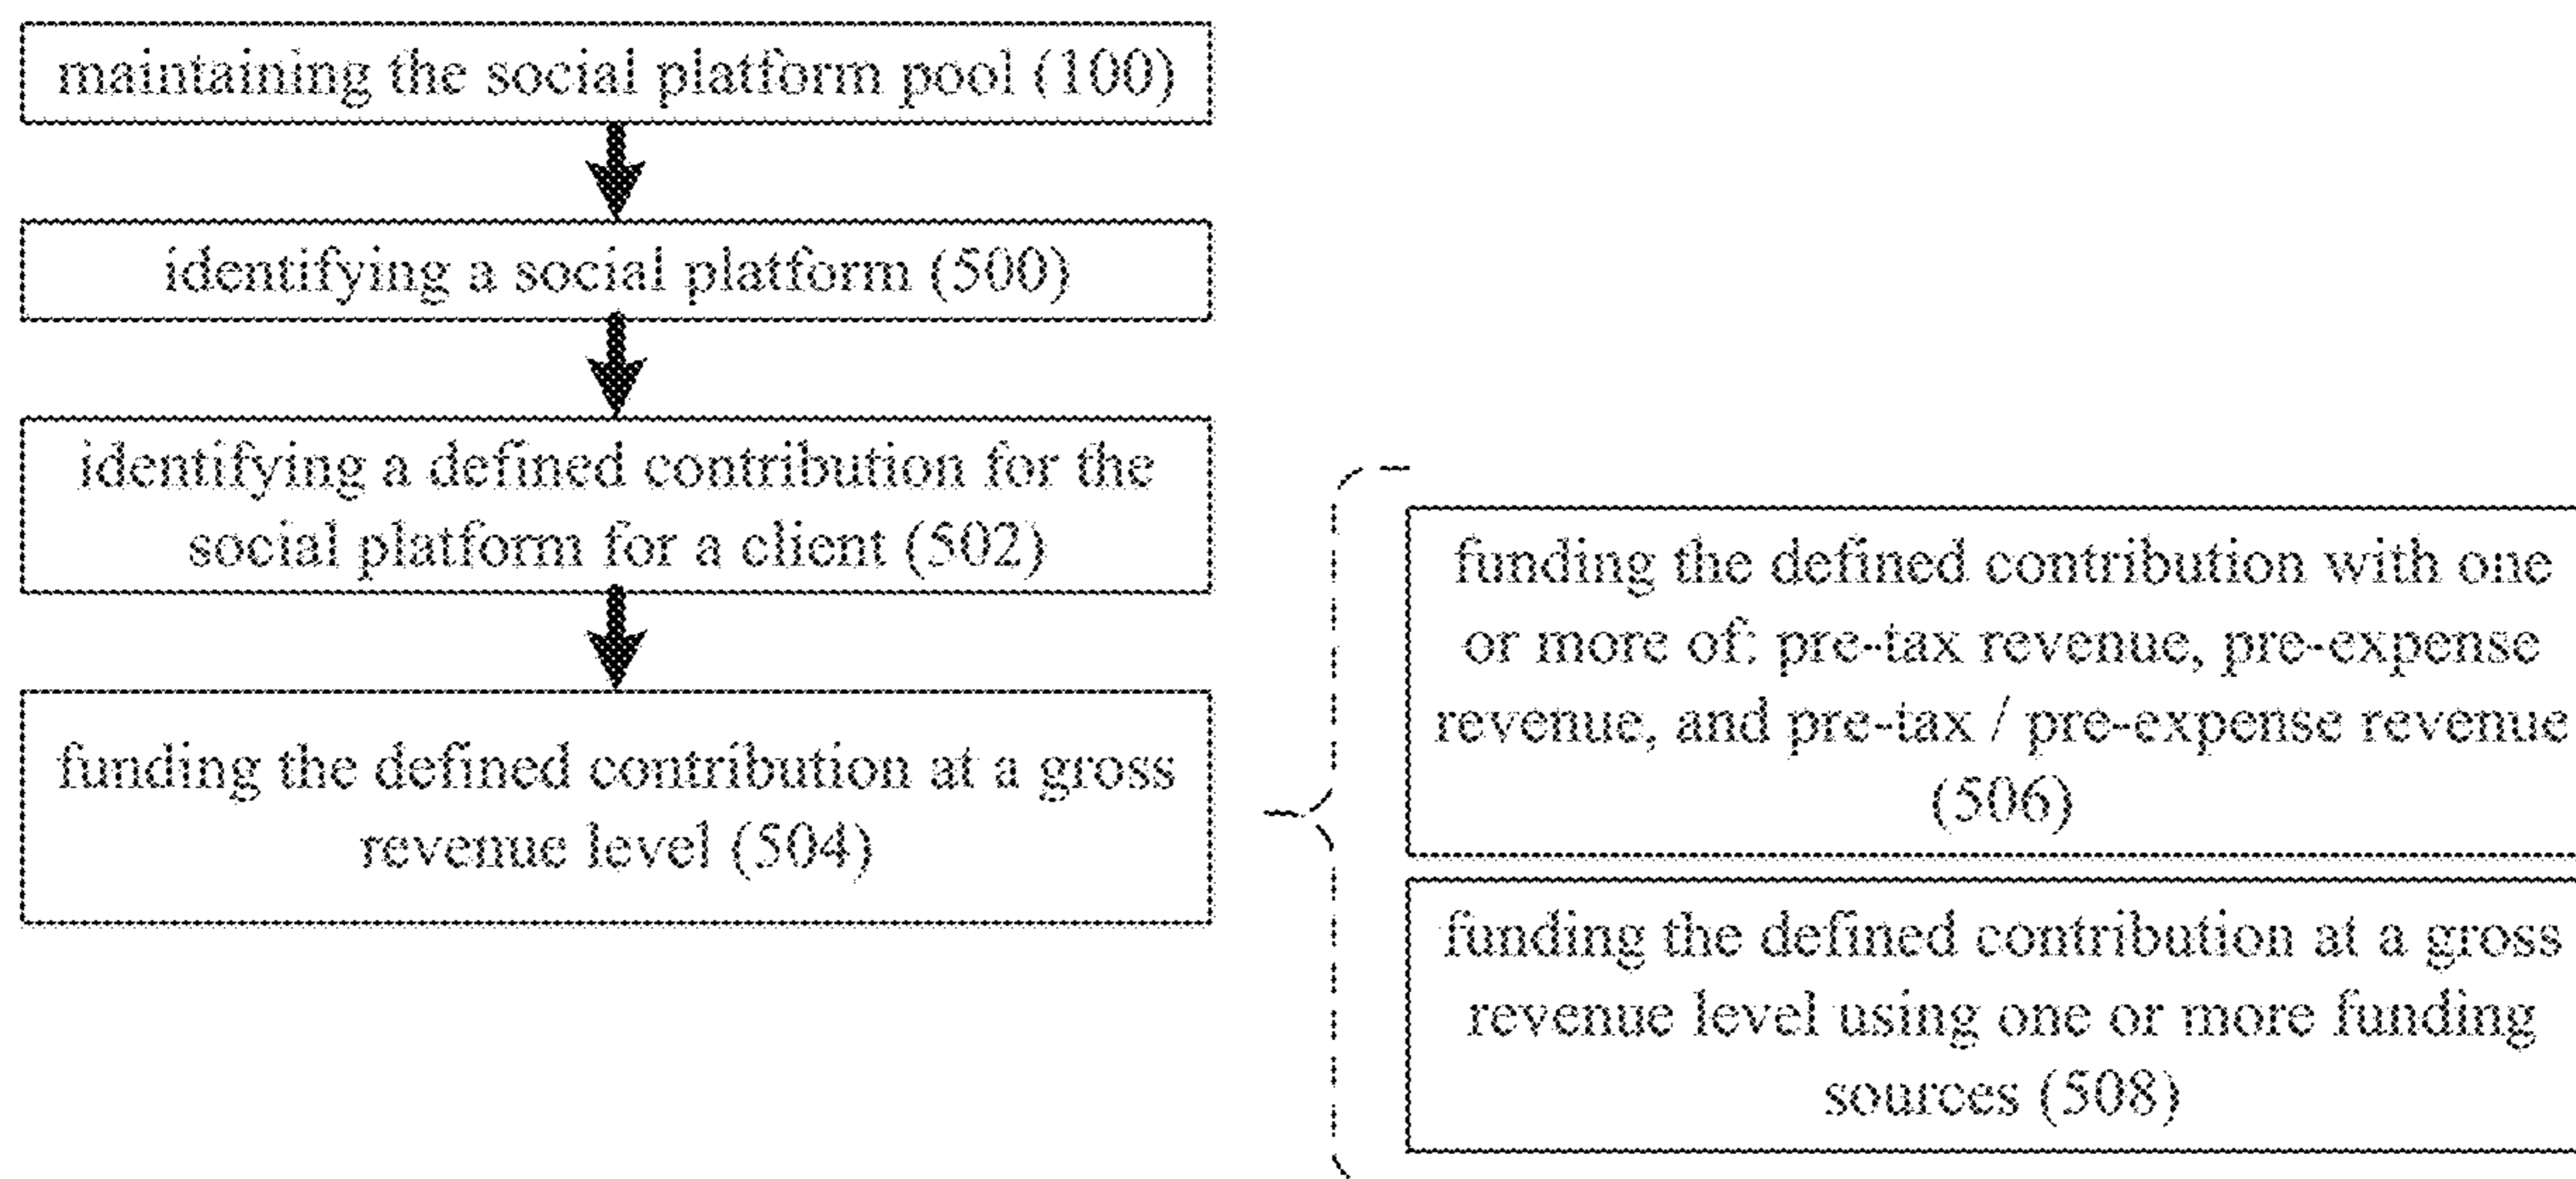 maintaining the social platform pool (100)
identifying a social platform (500)
identifying a defined contribution for the
social platform for a client (502)
funding the defined contribution at a gross
revenue level (504)
funding the defined contribution with one
or more of: pre-tax revenue, pre-expense
revenue, and pre-tax / pre-expense revenue
(506)
funding the defined contribution at a gross
revenue level using one or more funding
sources (508)